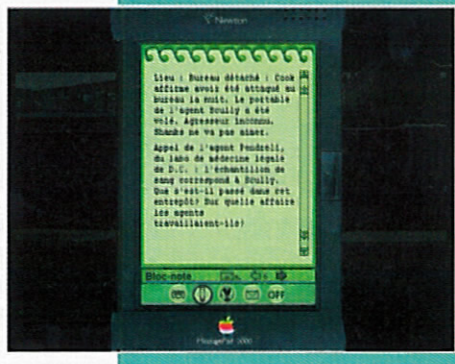 Newton
Lieu : Bureau détaché : Cook
affirme avoir été attaqué au
bureau la nuit. Le portable
de l'agent Scully a été
volé. Agresseur inconnu.
Shanks ne va pas aimer.
Appel de l'agent Pendrell,
du labo de médecine légale
de D.C. : l'échantillon de
sang correspond à Scully.
Que s'est-il passé dans cet
entrepôt? Sur quelle affaire
les agents
travaillaient-ils?
Bloc-note
OFF
MessagePad 2000